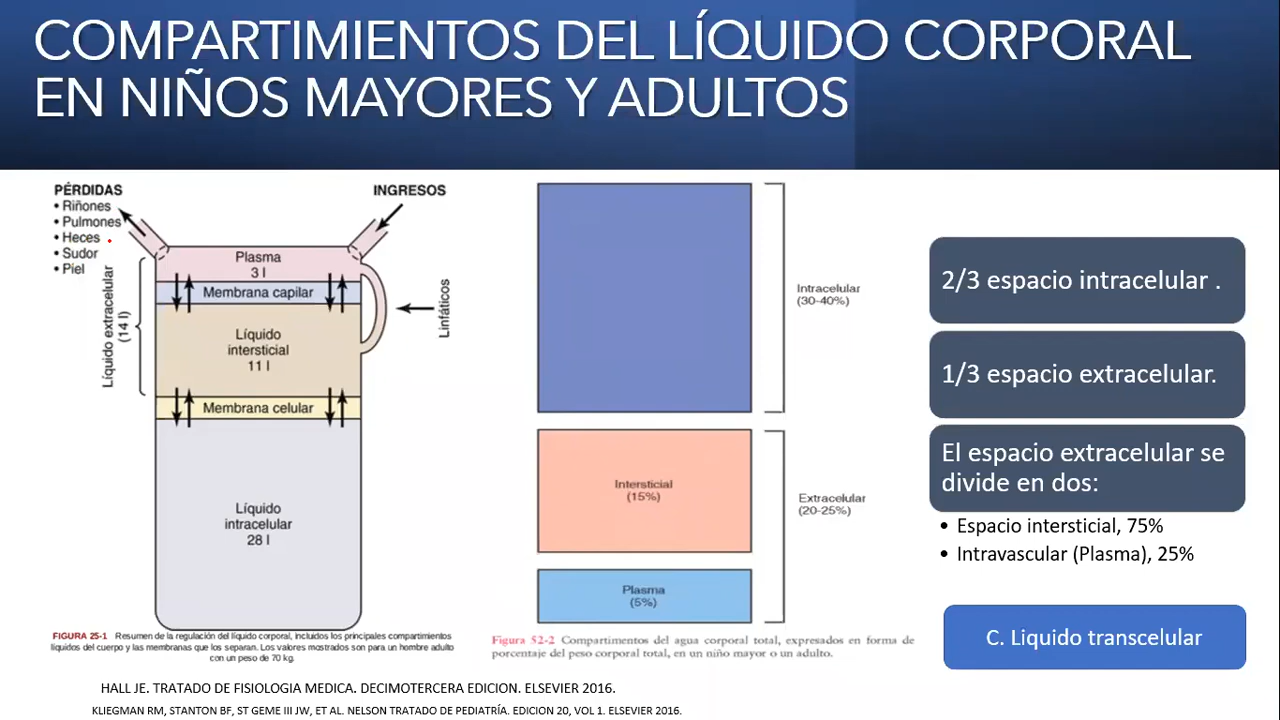 COMPARTIMIENTOS DEL LÍQUIDO CORPORAL
EN NIÑOS MAYORES Y ADULTOS
PÉRDIDAS
• Riñones
• Pulmones
• Heces
• Sudor
• Piel
INGRESOS
Plasma
3 l
Membrana capilar
Líquido extracelular
(14 l)
Linfáticos
Líquido
intersticial
11 l
Membrana celular
Líquido
intracelular
28 l
FIGURA 25-1 Resumen de la regulación del líquido corporal, incluidos los principales compartimientos
líquidos del cuerpo y las membranas que los separan. Los valores mostrados son para un hombre adulto
con un peso de 70 kg.
Intracelular
(30-40%)
Intersticial
(15%)
Extracelular
(20-25%)
Plasma
(5%)
Figura 52-2 Compartimentos del agua corporal total, expresados en forma de
porcentaje del peso corporal total, en un niño mayor o un adulto.
2/3 espacio intracelular .
1/3 espacio extracelular.
El espacio extracelular se
divide en dos:
• Espacio intersticial, 75%
• Intravascular (Plasma), 25%
C. Liquido transcelular
HALL JE. TRATADO DE FISIOLOGIA MEDICA. DECIMOTERCERA EDICION. ELSEVIER 2016.
KLIEGMAN RM, STANTON BF, ST GEME III JW, ET AL. NELSON TRATADO DE PEDIATRÍA. EDICION 20, VOL 1. ELSEVIER 2016.